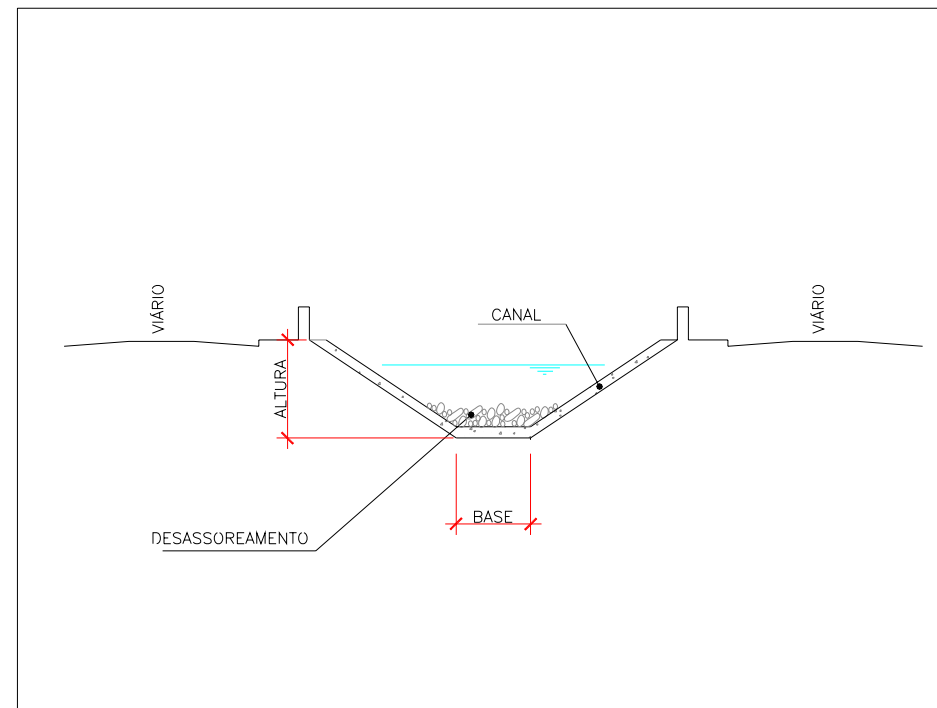 VIÁRIO
CANAL
VIÁRIO
ALTURA
BASE
DESASSOREAMENTO